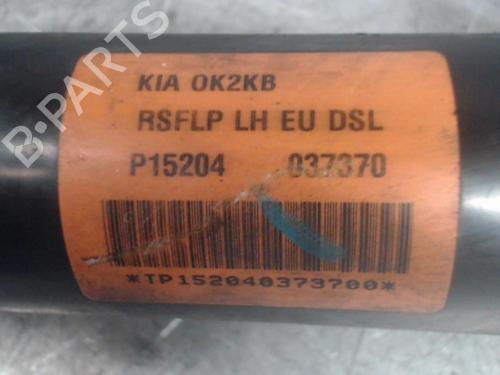 KIA OK2KB
RSFLP LH EU DSL
P15204 037370
*TP152040373700*
B-PARTS